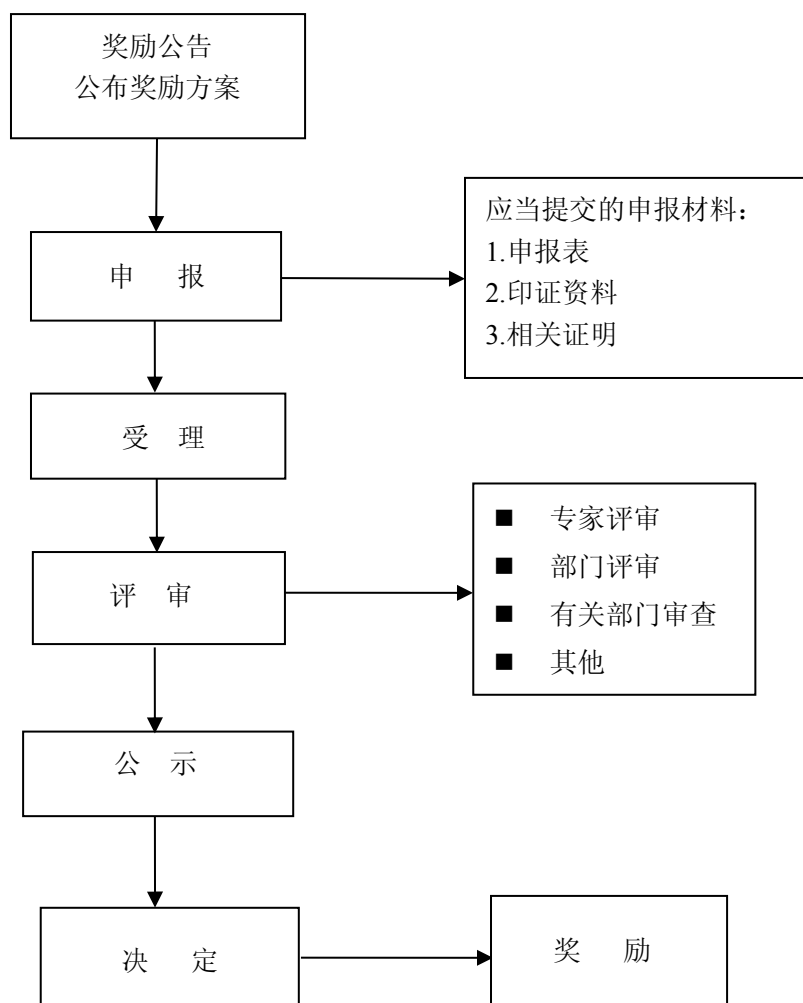 奖励公告
公布奖励方案
应当提交的申报材料：
1.申报表
2.印证资料
3.相关证明
申 报
受 理
■ 专家评审
■ 部门评审
■ 有关部门审查
■ 其他
评 审
公 示
决 定
奖 励